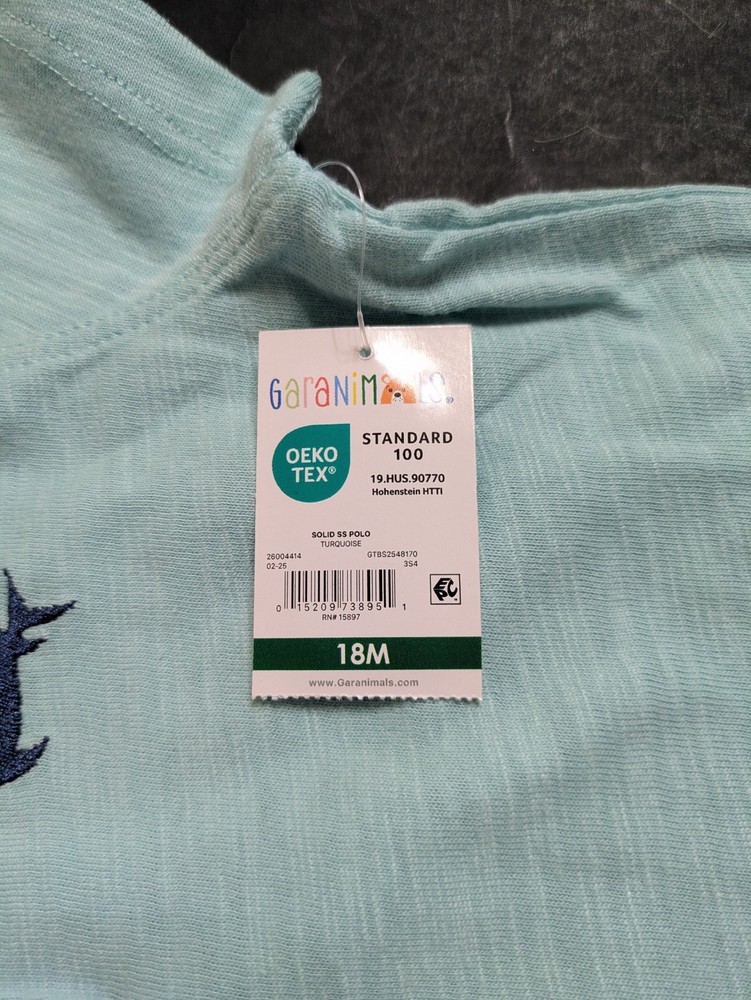 GaraNiMaLS®
OEKO
TEX®
STANDARD
100
19.HUS.90770
Hohenstein HTTI
SOLID SS POLO
TURQUOISE
26004414
GTBS2548170
02-25
3S4
0 15209 73895 1
RN# 15897
EPC
18M
www.Garanimals.com